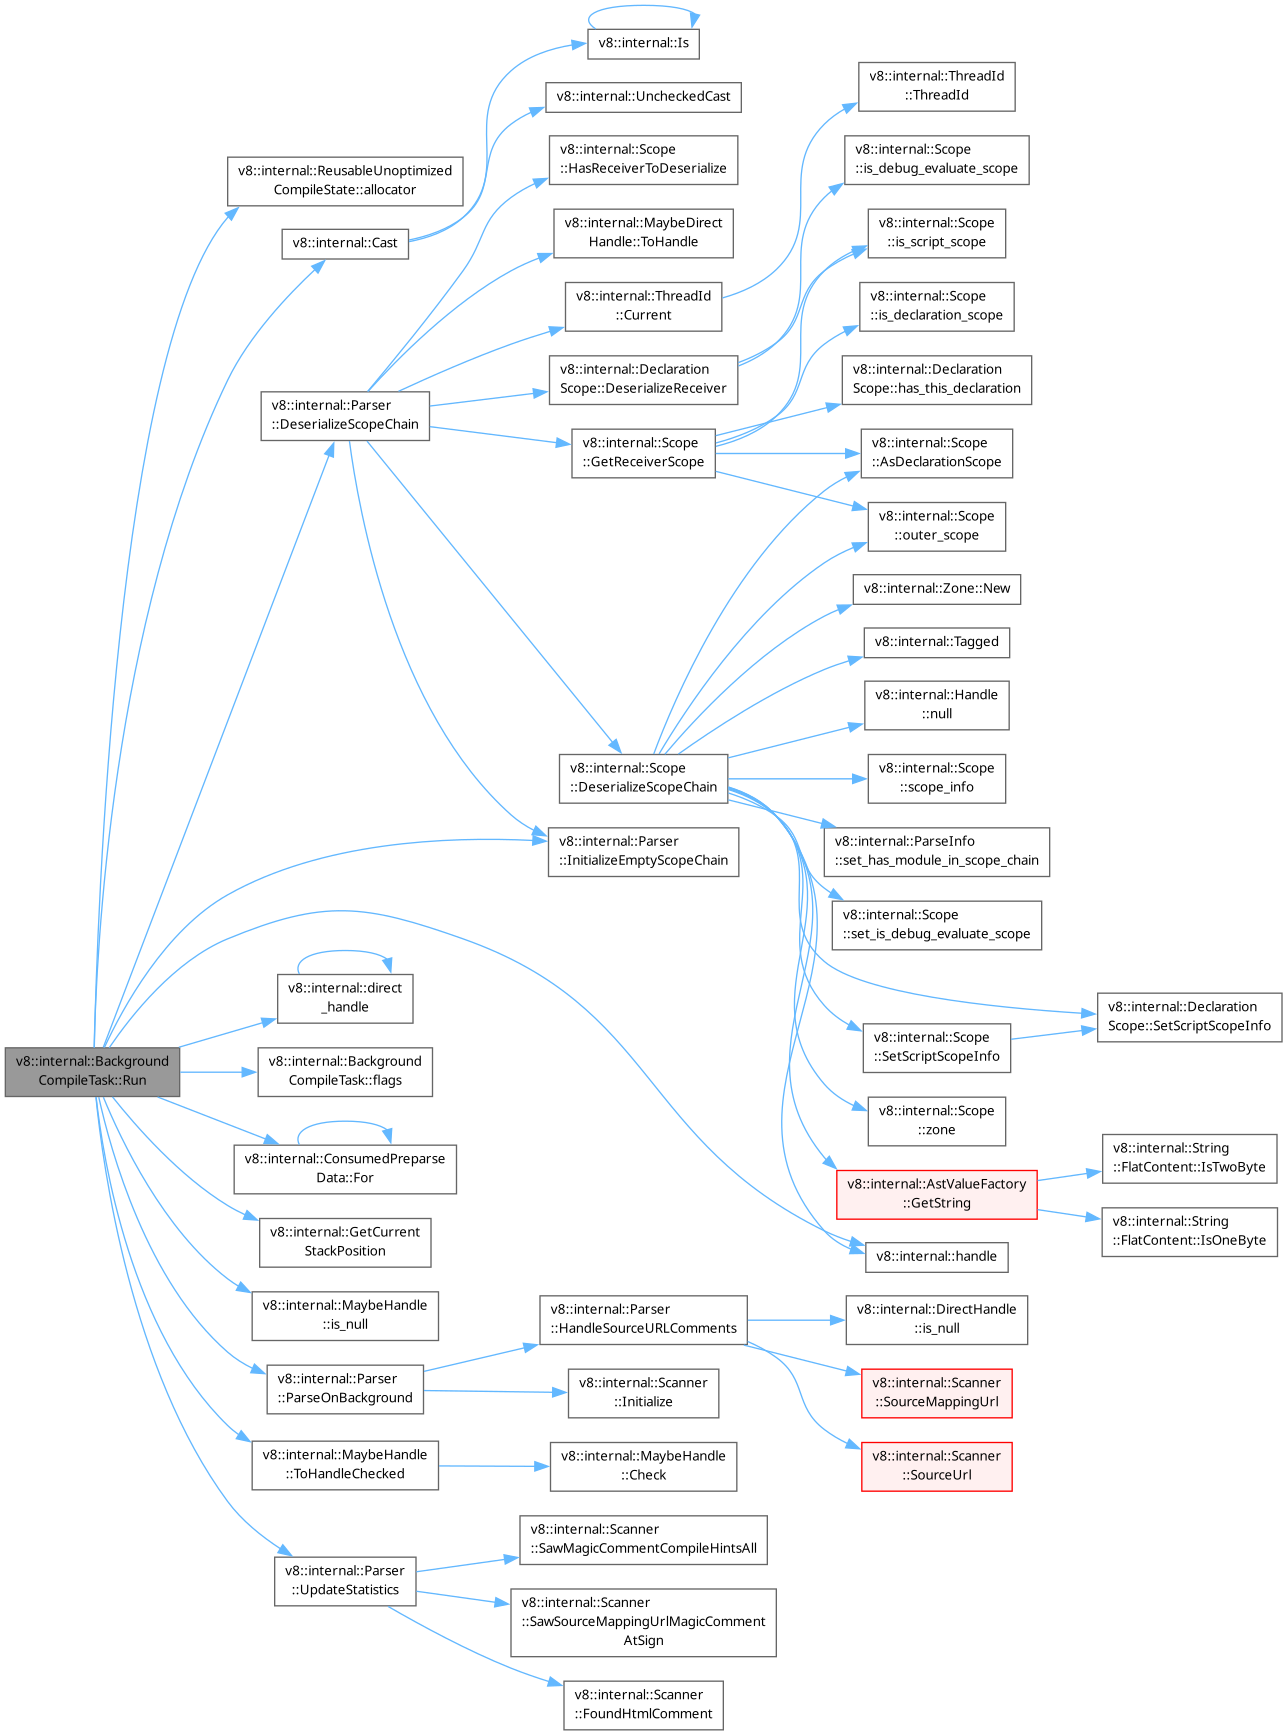 v8::internal::Is
v8::internal::UncheckedCast
v8::internal::ThreadId
::ThreadId
v8::internal::Scope
::HasReceiverToDeserialize
v8::internal::Scope
::is_debug_evaluate_scope
v8::internal::ReusableUnoptimized
CompileState::allocator
v8::internal::Cast
v8::internal::MaybeDirect
Handle::ToHandle
v8::internal::Scope
::is_script_scope
v8::internal::ThreadId
::Current
v8::internal::Scope
::is_declaration_scope
v8::internal::Declaration
Scope::DeserializeReceiver
v8::internal::Declaration
Scope::has_this_declaration
v8::internal::Parser
::DeserializeScopeChain
v8::internal::Scope
::GetReceiverScope
v8::internal::Scope
::AsDeclarationScope
v8::internal::Scope
::outer_scope
v8::internal::Zone::New
v8::internal::Tagged
v8::internal::Handle
::null
v8::internal::Scope
::DeserializeScopeChain
v8::internal::Scope
::scope_info
v8::internal::Parser
::InitializeEmptyScopeChain
v8::internal::ParseInfo
::set_has_module_in_scope_chain
v8::internal::Scope
::set_is_debug_evaluate_scope
v8::internal::direct
_handle
v8::internal::Declaration
Scope::SetScriptScopeInfo
v8::internal::Scope
::SetScriptScopeInfo
v8::internal::Background
CompileTask::Run
v8::internal::Background
CompileTask::flags
v8::internal::Scope
::zone
v8::internal::ConsumedPreparse
Data::For
v8::internal::AstValueFactory
::GetString
v8::internal::String
::FlatContent::IsTwoByte
v8::internal::String
::FlatContent::IsOneByte
v8::internal::GetCurrent
StackPosition
v8::internal::handle
v8::internal::MaybeHandle
::is_null
v8::internal::Parser
::HandleSourceURLComments
v8::internal::DirectHandle
::is_null
v8::internal::Parser
::ParseOnBackground
v8::internal::Scanner
::Initialize
v8::internal::Scanner
::SourceMappingUrl
v8::internal::MaybeHandle
::ToHandleChecked
v8::internal::MaybeHandle
::Check
v8::internal::Scanner
::SourceUrl
v8::internal::Scanner
::SawMagicCommentCompileHintsAll
v8::internal::Parser
::UpdateStatistics
v8::internal::Scanner
::SawSourceMappingUrlMagicComment
AtSign
v8::internal::Scanner
::FoundHtmlComment